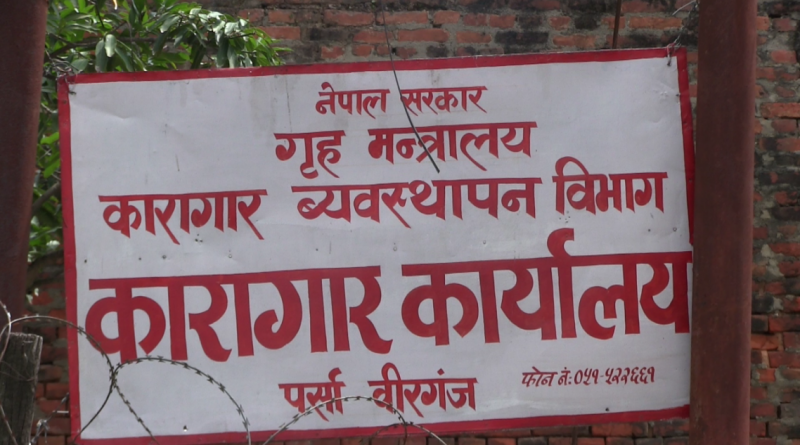 नेपाल सरकार
गृह मन्त्रालय
कारागार ब्यवस्थापन विभाग
कारागार कार्यालय
पर्सा वीरगंज
फोन नं: ०५१-५२२६६१